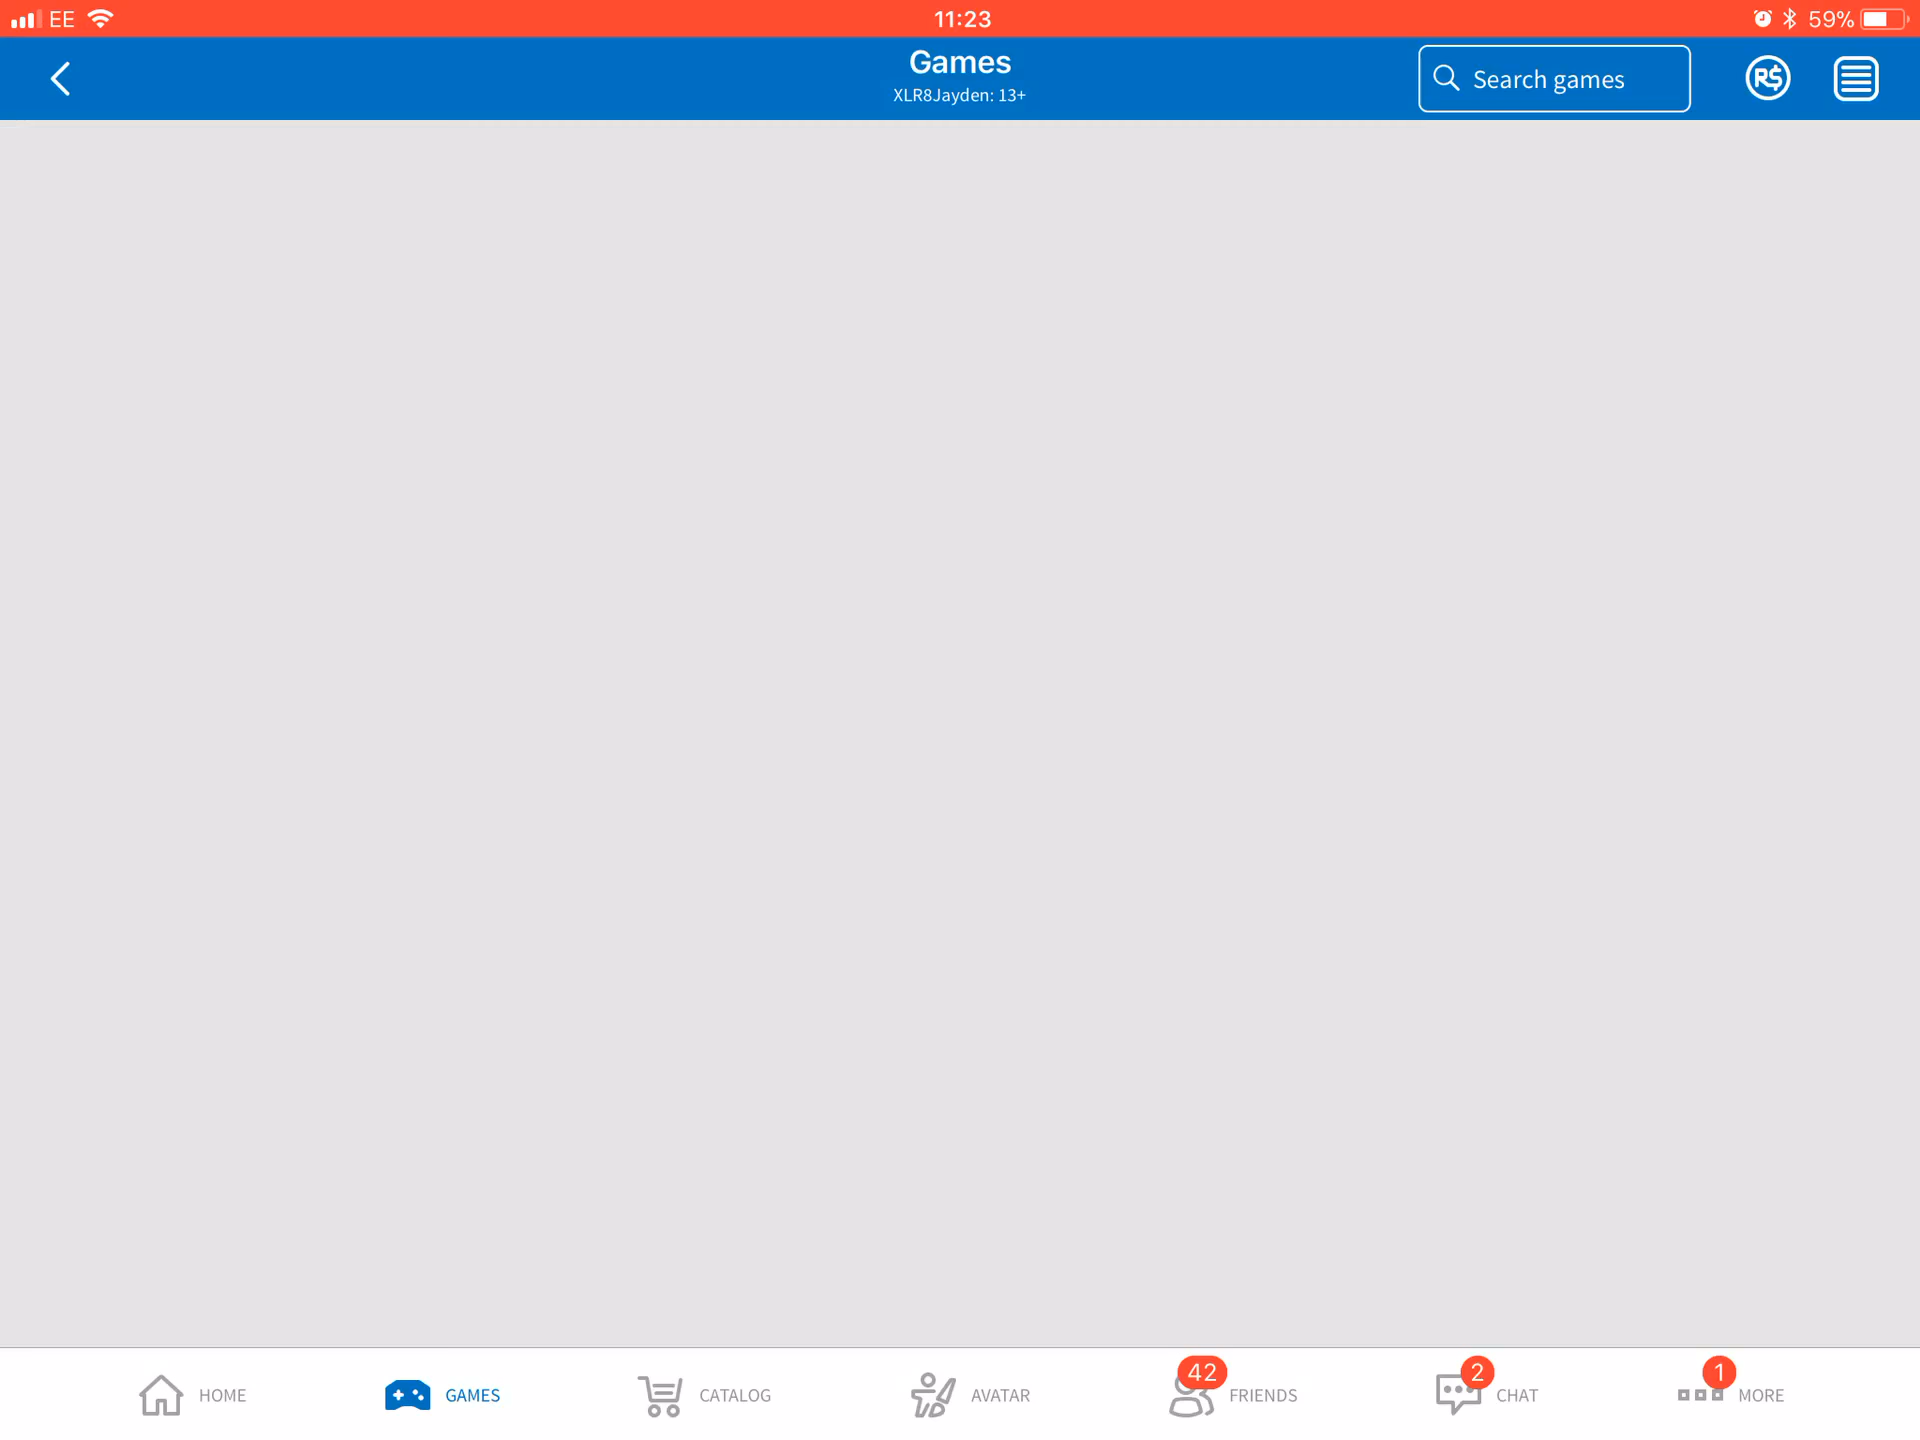 EE
11:23
59%
Games
XLR8Jayden: 13+
Search games
R$
HOME
GAMES
CATALOG
AVATAR
42
FRIENDS
2
CHAT
1
MORE